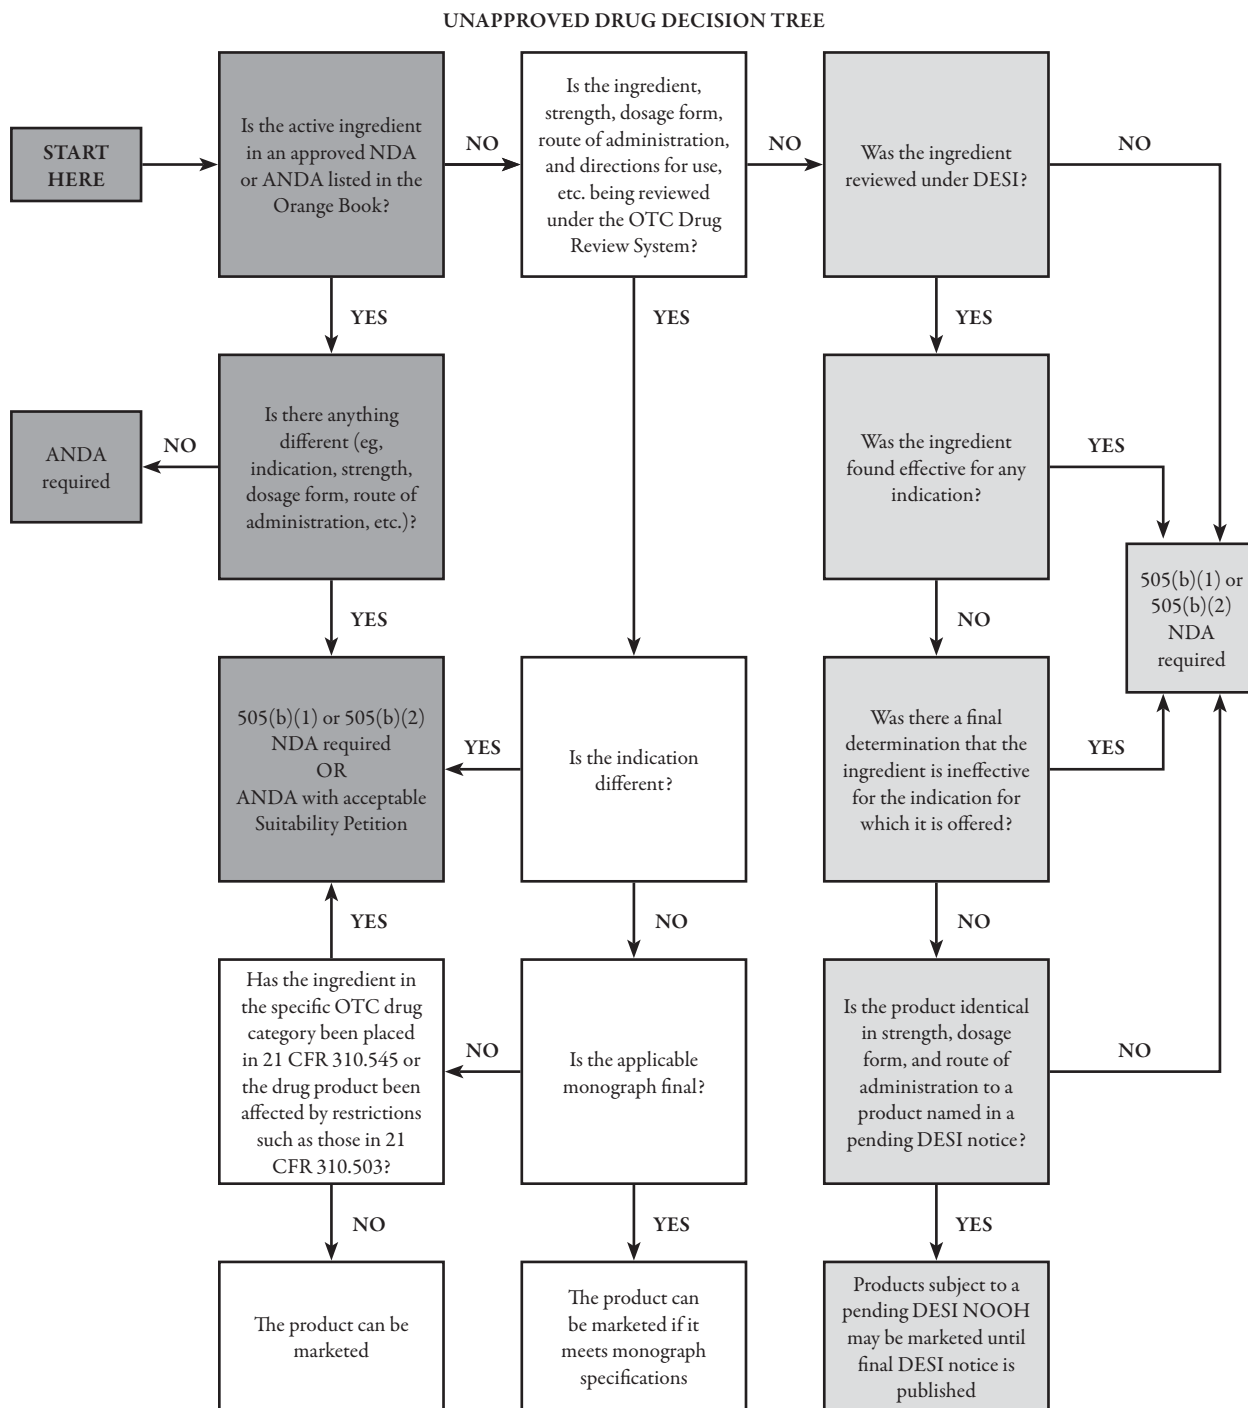 UNAPPROVED DRUG DECISION TREE
START
HERE
Is the active ingredient
in an approved NDA
or ANDA listed in the
Orange Book?
NO
Is the ingredient,
strength, dosage form,
route of administration,
and directions for use,
etc. being reviewed
under the OTC Drug
Review System?
NO
Was the ingredient
reviewed under DESI?
NO
YES
YES
YES
ANDA
required
NO
Is there anything
different (eg,
indication, strength,
dosage form, route of
administration, etc.)?
Was the ingredient
found effective for any
indication?
YES
505(b)(1) or
505(b)(2)
NDA
required
YES
NO
505(b)(1) or 505(b)(2)
NDA required
OR
ANDA with acceptable
Suitability Petition
YES
Is the indication
different?
Was there a final
determination that the
ingredient is ineffective
for the indication for
which it is offered?
YES
YES
NO
NO
Has the ingredient in
the specific OTC drug
category been placed
in 21 CFR 310.545 or
the drug product been
affected by restrictions
such as those in 21
CFR 310.503?
NO
Is the applicable
monograph final?
Is the product identical
in strength, dosage
form, and route of
administration to a
product named in a
pending DESI notice?
NO
NO
YES
YES
The product can be
marketed
The product can
be marketed if it
meets monograph
specifications
Products subject to a
pending DESI NOOH
may be marketed until
final DESI notice is
published